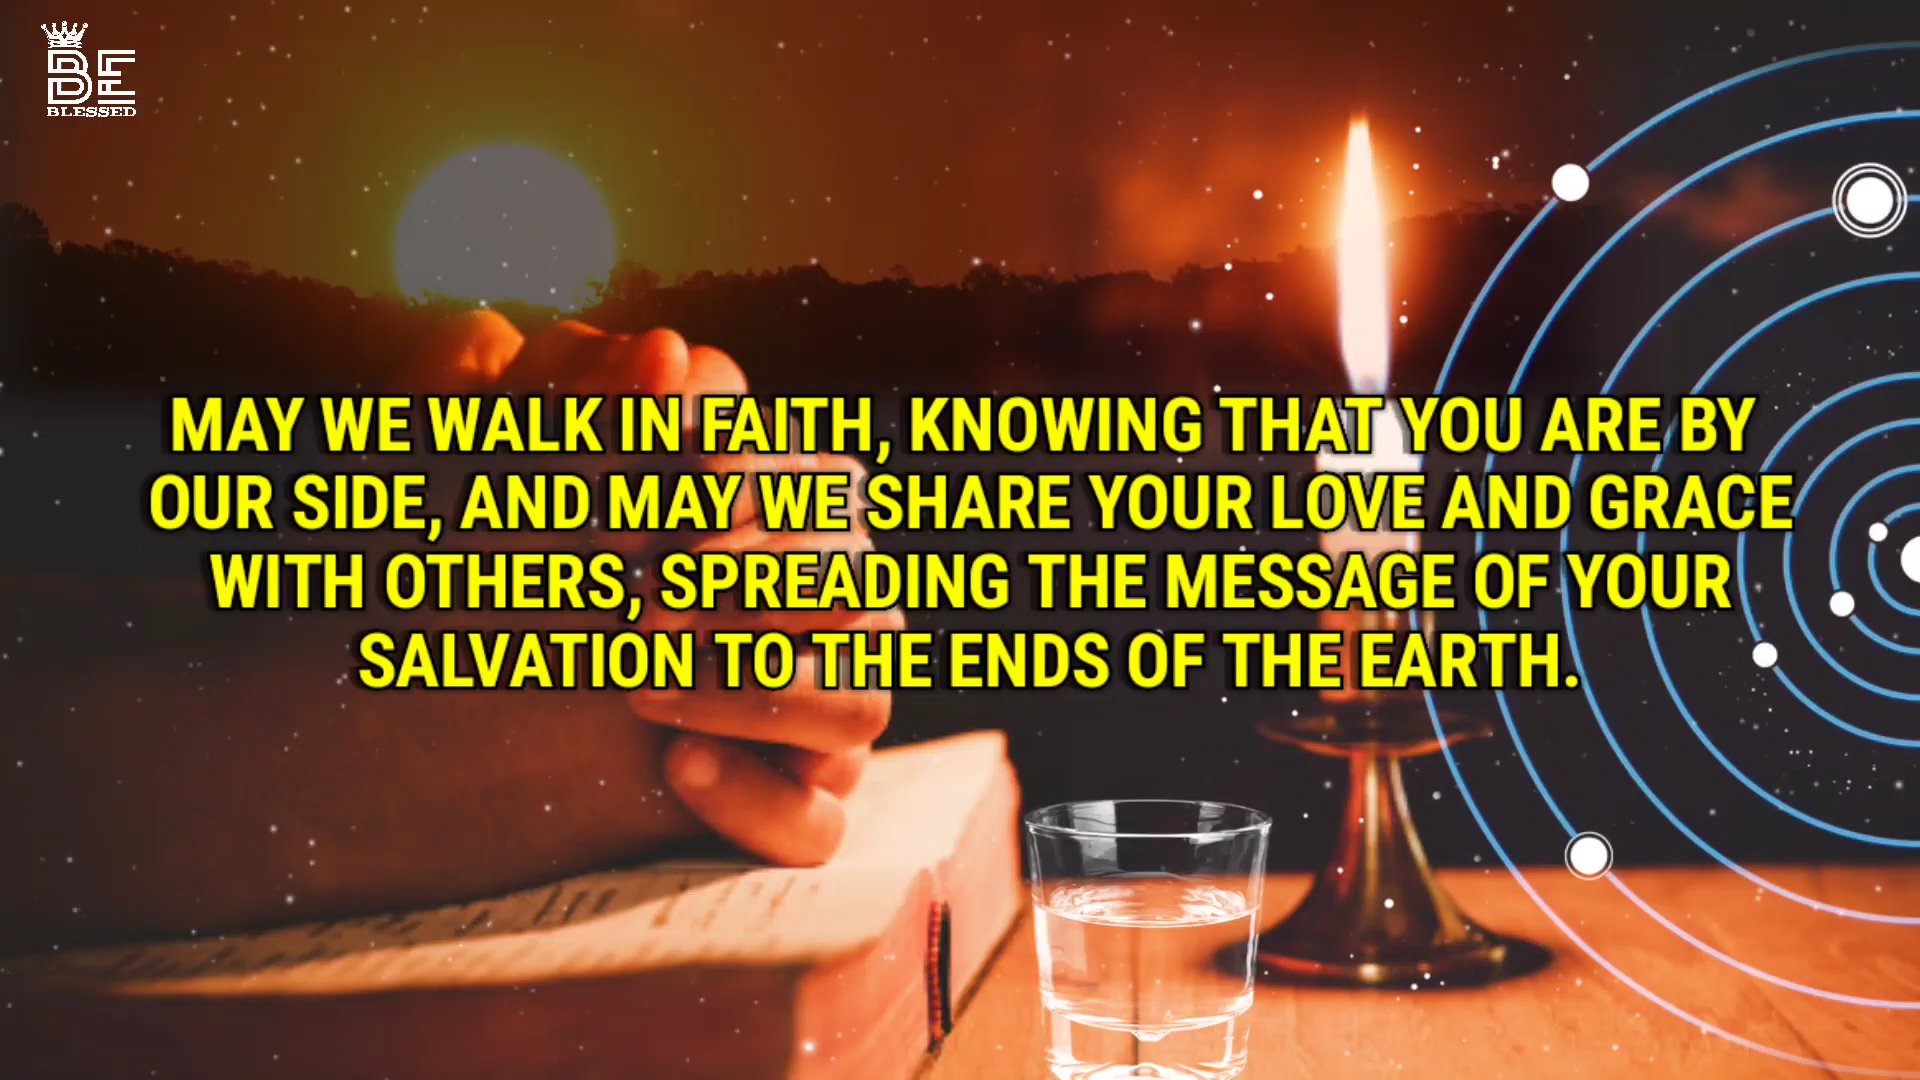 BE
BLESSED
MAY WE WALK IN FAITH, KNOWING THAT YOU ARE BY
OUR SIDE, AND MAY WE SHARE YOUR LOVE AND GRACE
WITH OTHERS, SPREADING THE MESSAGE OF YOUR
SALVATION TO THE ENDS OF THE EARTH.